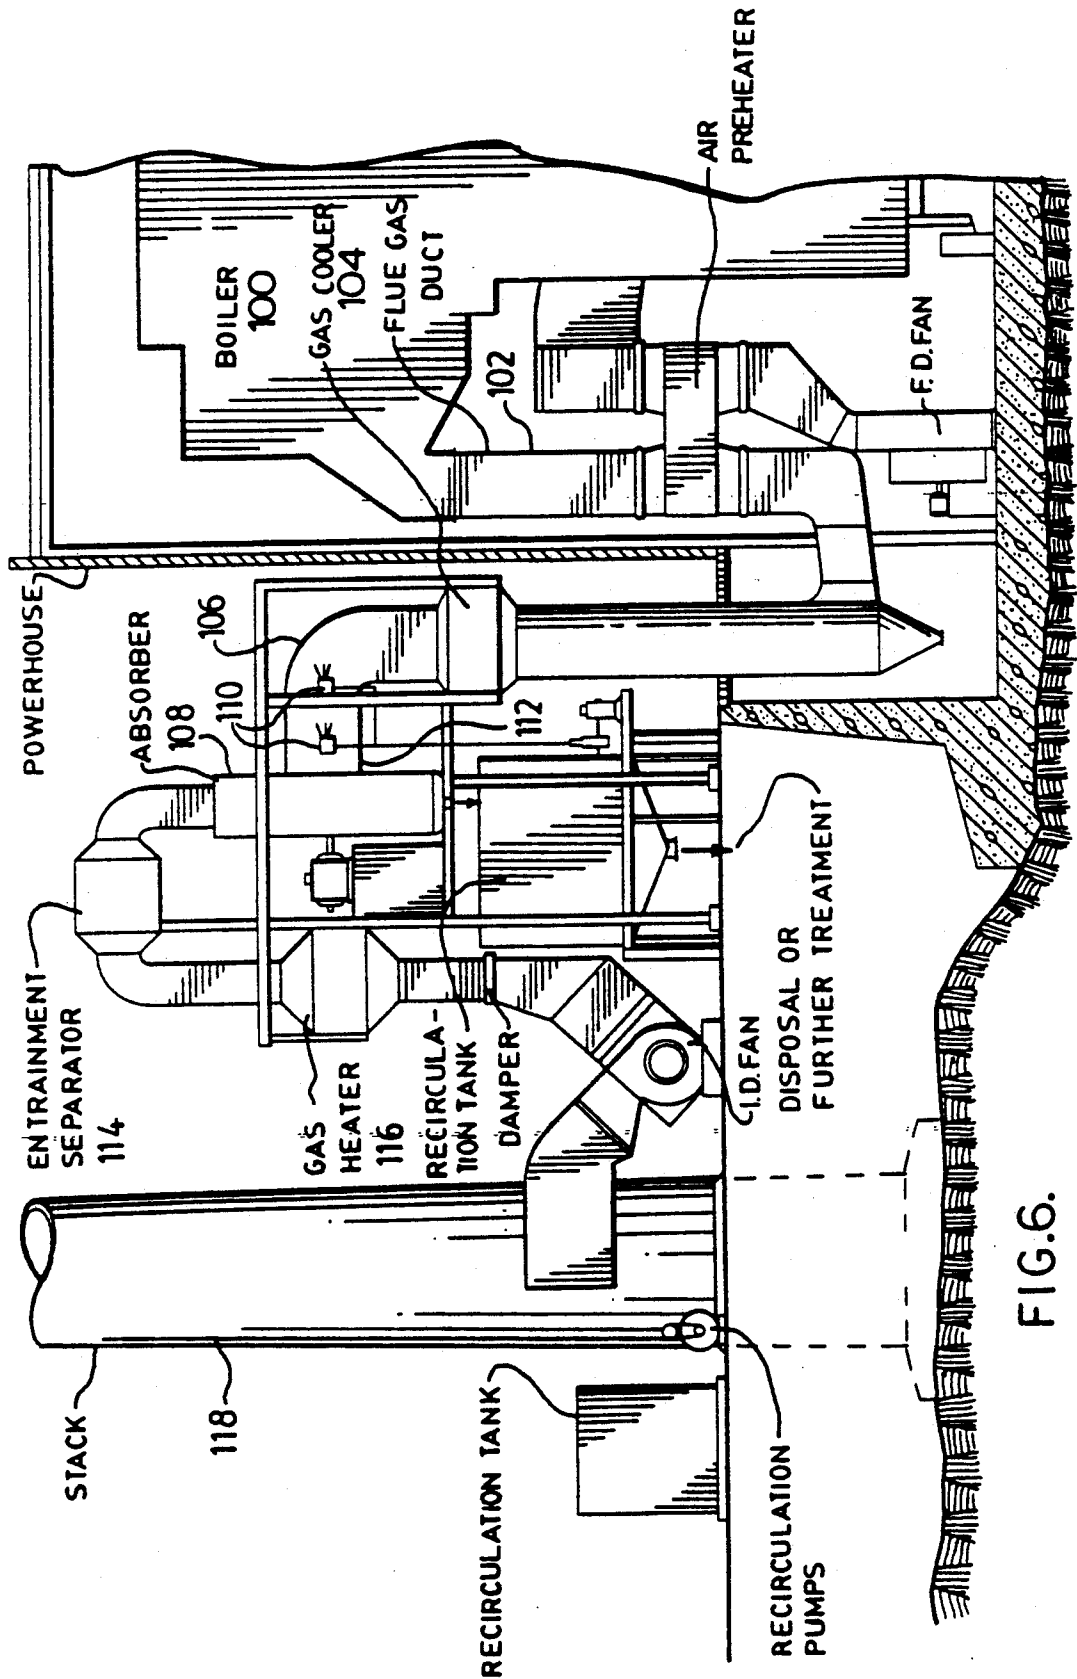 POWERHOUSE
ABSORBER
108
106
110
112
ENTRAINMENT
SEPARATOR
114
BOILER
100
GAS COOLER
104
FLUE GAS
DUCT
102
AIR
PREHEATER
F.D.FAN
STACK
118
GAS
HEATER
116
RECIRCULA-
TION TANK
DAMPER
I.D.FAN
DISPOSAL OR
FURTHER TREATMENT
RECIRCULATION TANK
RECIRCULATION
PUMPS
FIG.6.